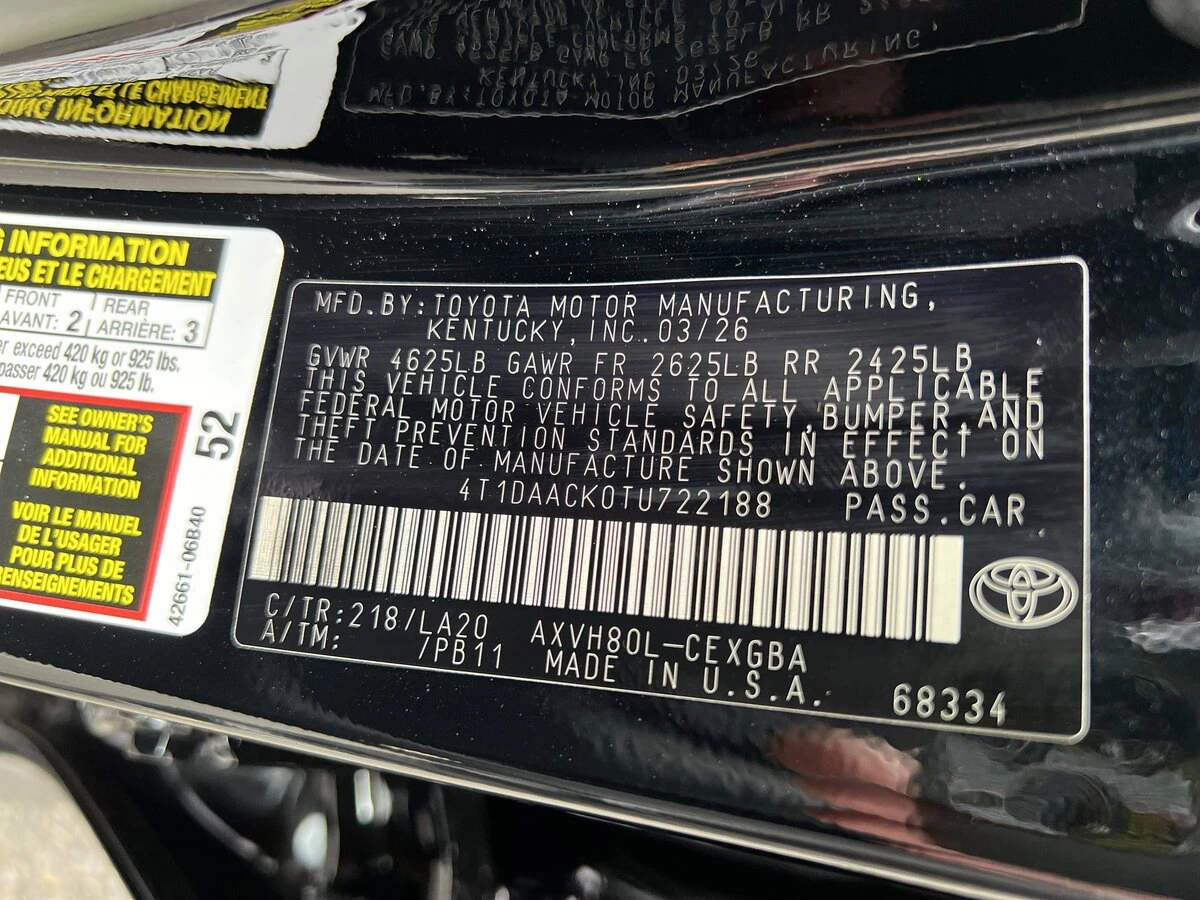 G INFORMATION
EUS ET LE CHARGEMENT
FRONT REAR
AVANT: 2 ARRIÈRE: 3
exceed 420 kg or 925 lbs.
passer 420 kg ou 925 lb.
SEE OWNER'S
MANUAL FOR
ADDITIONAL
INFORMATION
VOIR LE MANUEL
DE L'USAGER
POUR PLUS DE
RENSEIGNEMENTS
52
42661-06B40
MFD.BY:TOYOTA MOTOR MANUFACTURING,
KENTUCKY, INC. 03/26
GVWR 4625LB GAWR FR 2625LB RR 2425LB
THIS VEHICLE CONFORMS TO ALL APPLICABLE
FEDERAL MOTOR VEHICLE SAFETY,BUMPER,AND
THEFT PREVENTION STANDARDS IN EFFECT ON
THE DATE OF MANUFACTURE SHOWN ABOVE.
4T1DAACK0TU722188 PASS.CAR
C/TR:218/LA20 AXVH80L-CEXGBA
A/TM: /PB11 MADE IN U.S.A.
68334